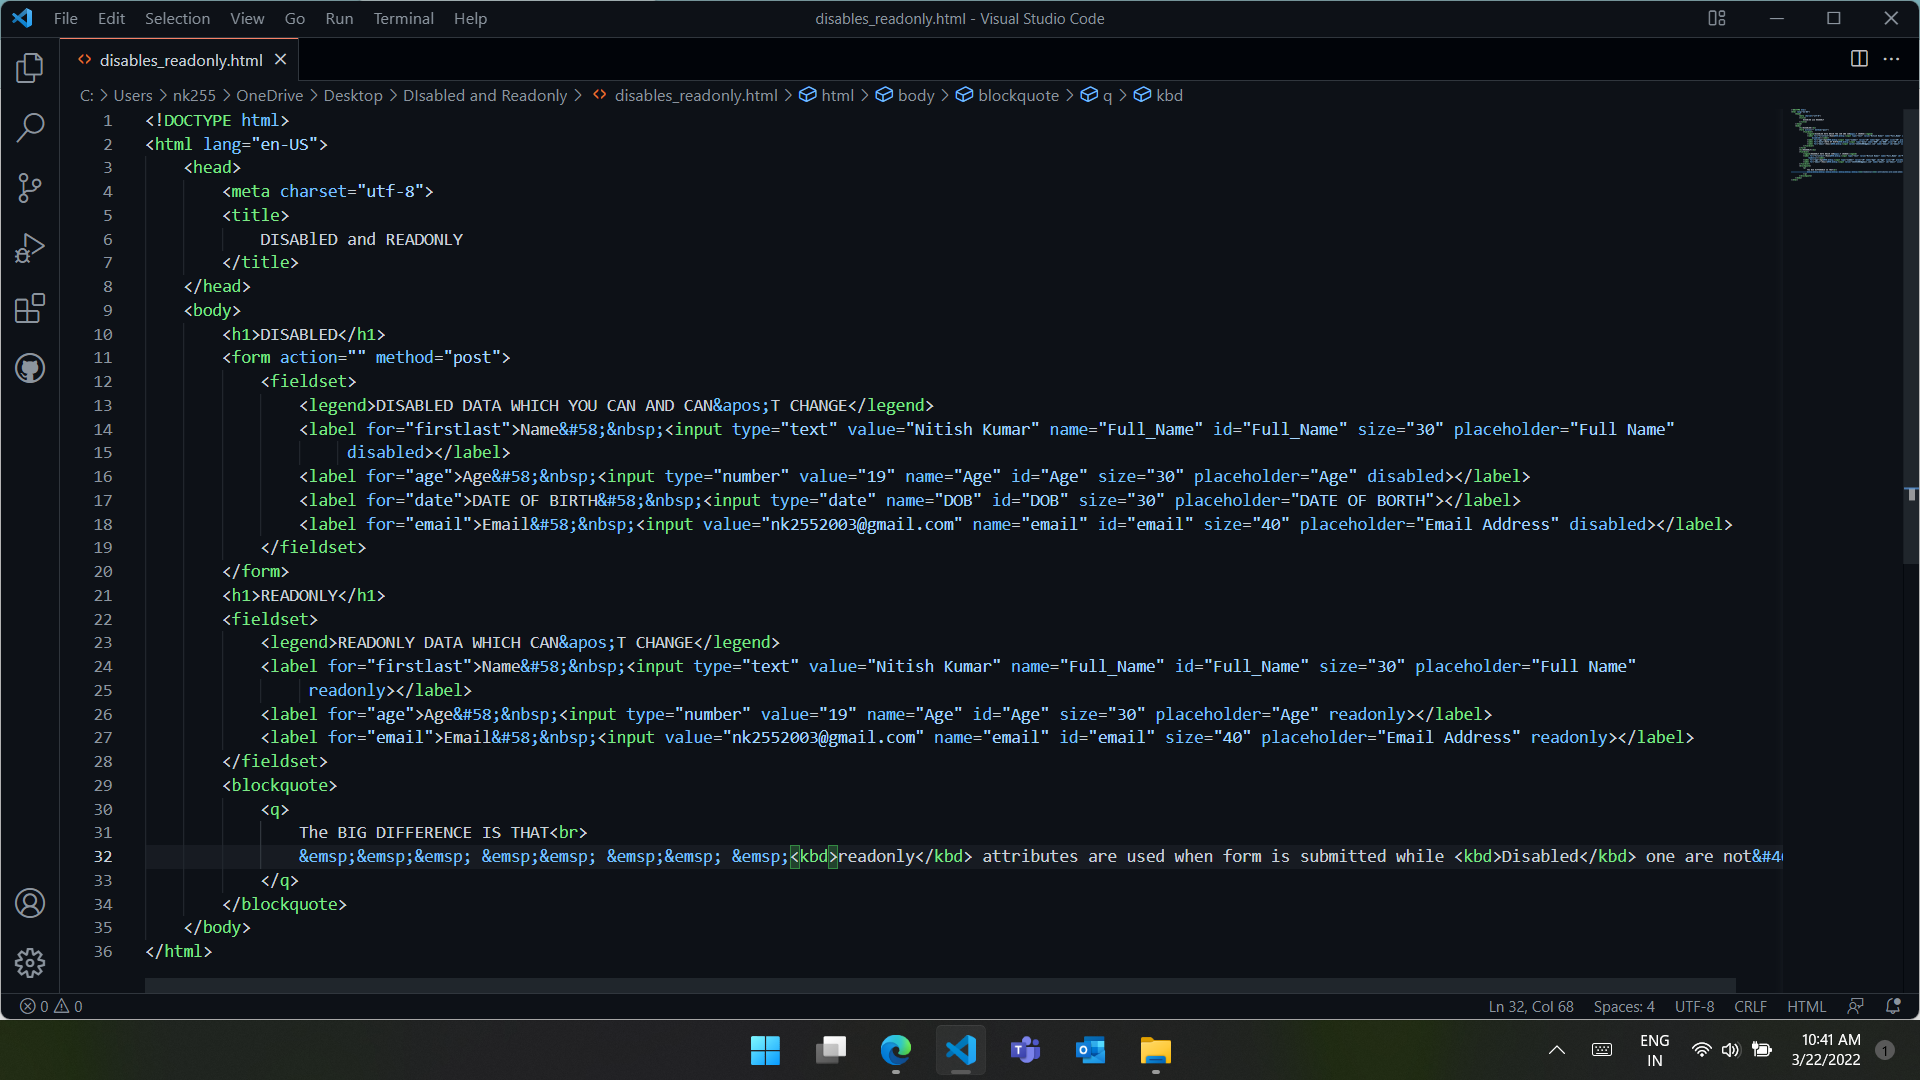 File Edit Selection View Go Run Terminal Help disables_readonly.html - Visual Studio Code
disables_readonly.html
C: > Users > nk255 > OneDrive > Desktop > DIsabled and Readonly > disables_readonly.html > html > body > blockquote > q > kbd
1 <!DOCTYPE html>
2 <html lang="en-US">
3 <head>
4 <meta charset="utf-8">
5 <title>
6 DISABlED and READONLY
7 </title>
8 </head>
9 <body>
10 <h1>DISABLED</h1>
11 <form action="" method="post">
12 <fieldset>
13 <legend>DISABLED DATA WHICH YOU CAN AND CAN&apos;T CHANGE</legend>
14 <label for="firstlast">Name&#58;&nbsp;<input type="text" value="Nitish Kumar" name="Full_Name" id="Full_Name" size="30" placeholder="Full Name"
15 disabled></label>
16 <label for="age">Age&#58;&nbsp;<input type="number" value="19" name="Age" id="Age" size="30" placeholder="Age" disabled></label>
17 <label for="date">DATE OF BIRTH&#58;&nbsp;<input type="date" name="DOB" id="DOB" size="30" placeholder="DATE OF BORTH"></label>
18 <label for="email">Email&#58;&nbsp;<input value="nk2552003@gmail.com" name="email" id="email" size="40" placeholder="Email Address" disabled></label>
19 </fieldset>
20 </form>
21 <h1>READONLY</h1>
22 <fieldset>
23 <legend>READONLY DATA WHICH CAN&apos;T CHANGE</legend>
24 <label for="firstlast">Name&#58;&nbsp;<input type="text" value="Nitish Kumar" name="Full_Name" id="Full_Name" size="30" placeholder="Full Name"
25 readonly></label>
26 <label for="age">Age&#58;&nbsp;<input type="number" value="19" name="Age" id="Age" size="30" placeholder="Age" readonly></label>
27 <label for="email">Email&#58;&nbsp;<input value="nk2552003@gmail.com" name="email" id="email" size="40" placeholder="Email Address" readonly></label>
28 </fieldset>
29 <blockquote>
30 <q>
31 The BIG DIFFERENCE IS THAT<br>
32 &emsp;&emsp;&emsp; &emsp;&emsp; &emsp;&emsp; &emsp;<kbd>readonly</kbd> attributes are used when form is submitted while <kbd>Disabled</kbd> one are not&#4
33 </q>
34 </blockquote>
35 </body>
36 </html>
0 0 Ln 32, Col 68 Spaces: 4 UTF-8 CRLF HTML
ENG 10:41 AM
IN 3/22/2022 1